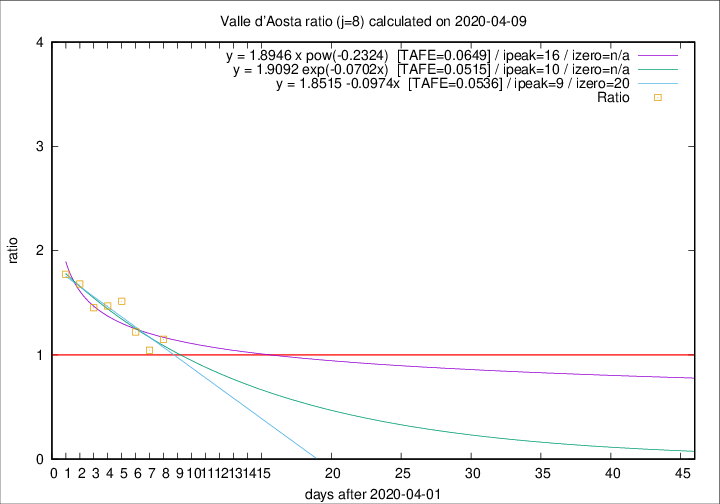 Valle d'Aosta ratio (j=8) calculated on 2020-04-09
y = 1.8946 x pow(-0.2324) [TAFE=0.0649] / ipeak=16 / izero=n/a
y = 1.9092 exp(-0.0702x) [TAFE=0.0515] / ipeak=10 / izero=n/a
y = 1.8515 -0.0974x [TAFE=0.0536] / ipeak=9 / izero=20
Ratio
4
3
2
1
0
ratio
0 1 2 3 4 5 6 7 8 9 10 11 12 13 14 15 20 25 30 35 40 45
days after 2020-04-01